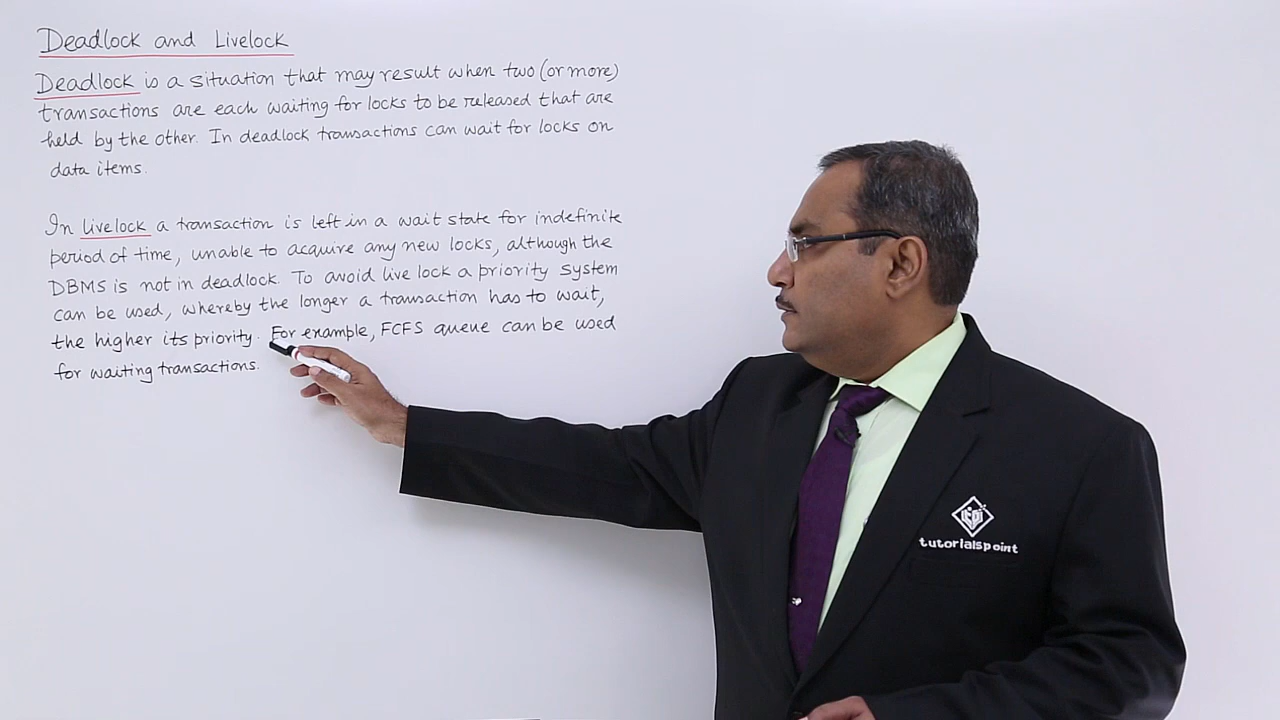 Deadlock and Livelock
Deadlock is a situation that may result when two (or more)
transactions are each waiting for locks to be released that are
held by the other. In deadlock transactions can wait for locks on
data items.
In livelock a transaction is left in a wait state for indefinite
period of time, unable to acquire any new locks, although the
DBMS is not in deadlock. To avoid live lock a priority system
can be used, whereby the longer a transaction has to wait,
the higher its priority. For example, FCFS queue can be used
for waiting transactions.
tutorialspoint